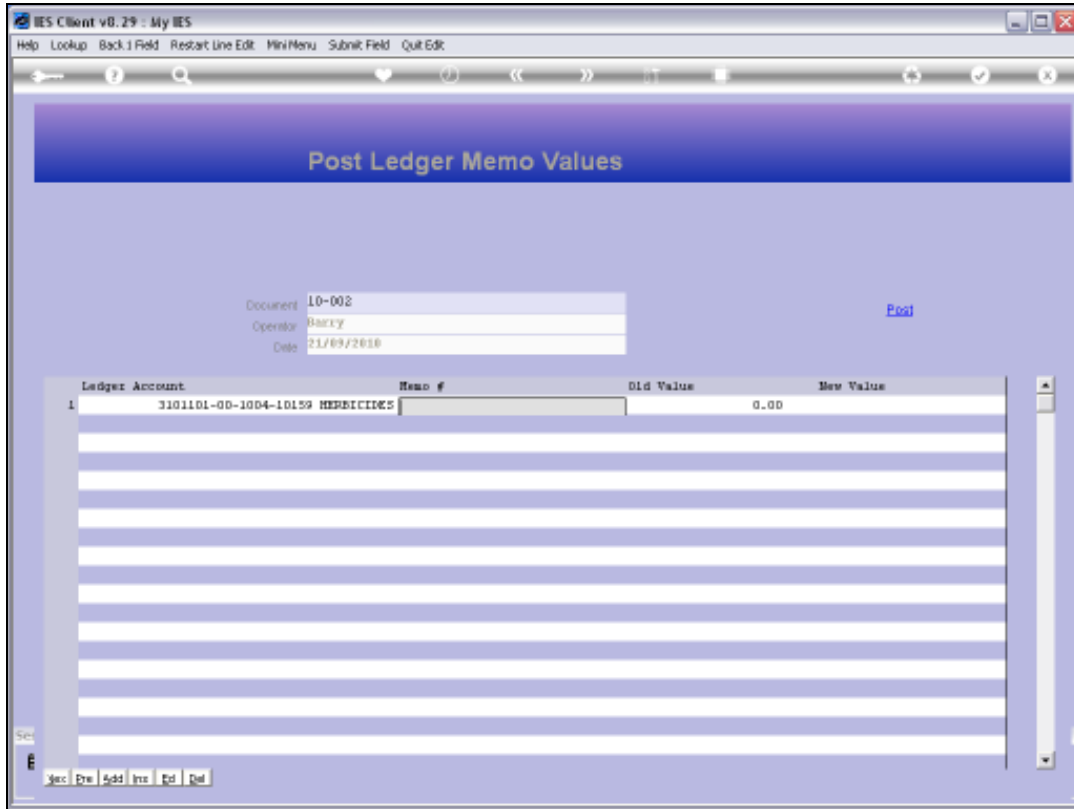 IES Client v8.29 : My IES
Help Lookup Back 1 Field Restart Line Edit MiniMenu Submit Field Quit Edit
Post Ledger Memo Values
Document 10-002
Post
Operator Barry
Date 21/09/2010
Ledger Account Memo # Old Value New Value
1 3101101-00-1004-10159 HERBICIDES 0.00
Pre Add Ins Ed Del